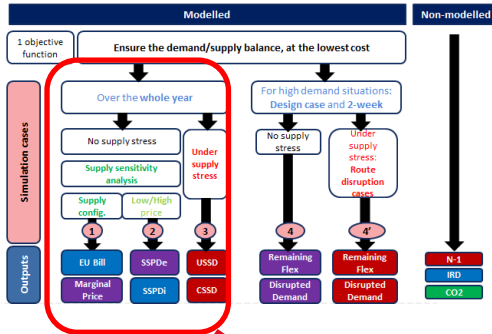 Modelled
Non-modelled
1 objective
function
Ensure the demand/supply balance, at the lowest cost
Simulation cases
Over the whole year
For high demand situations:
Design case and 2-week
No supply stress
Under
supply
stress
No supply
stress
Under
supply
stress:
Route
disruption
cases
Supply sensitivity
analysis
Supply
config.
Low/High
price
1
2
3
4
4'
Outputs
EU Bill
SSPDe
USSD
Remaining
Flex
Remaining
Flex
N-1
Marginal
Price
SSPDi
CSSD
Disrupted
Demand
Disrupted
Demand
IRD
CO2